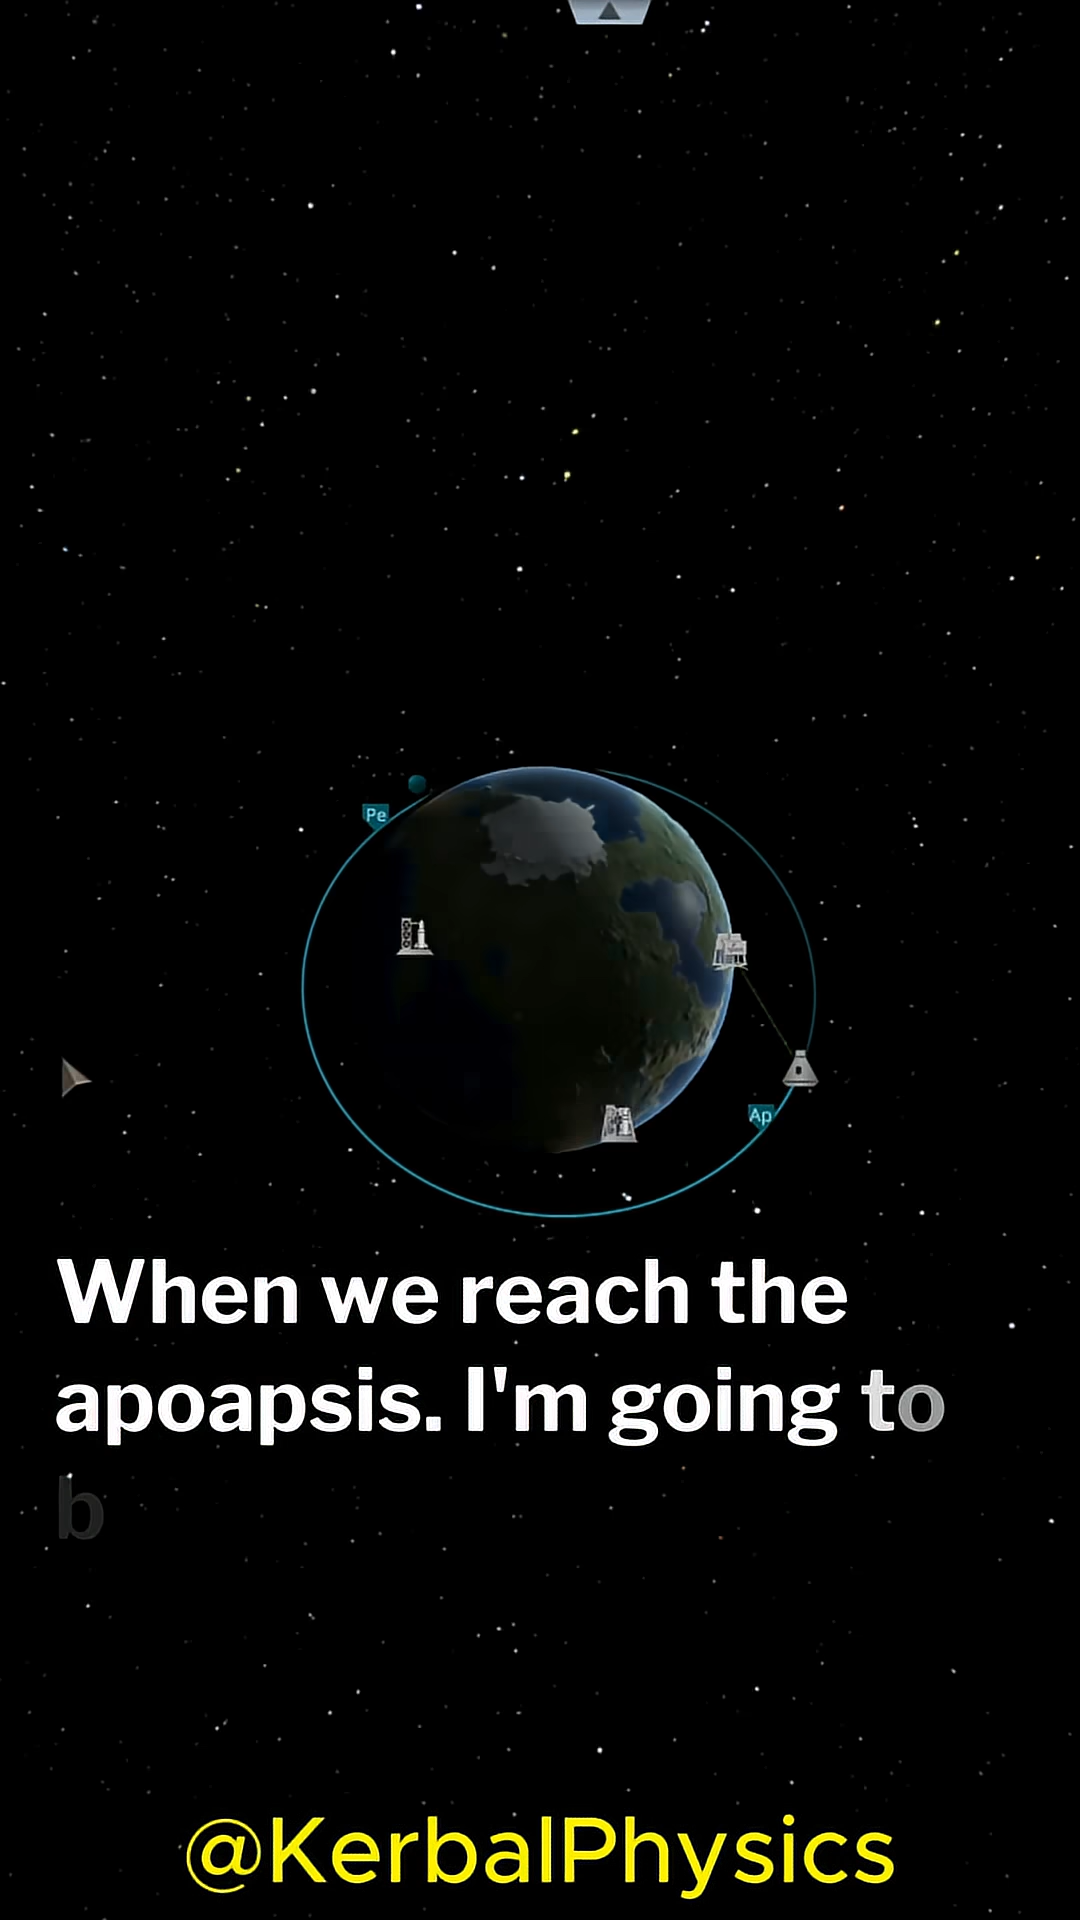 Pe
Ap
When we reach the
apoapsis. I'm going to
b
@KerbalPhysics